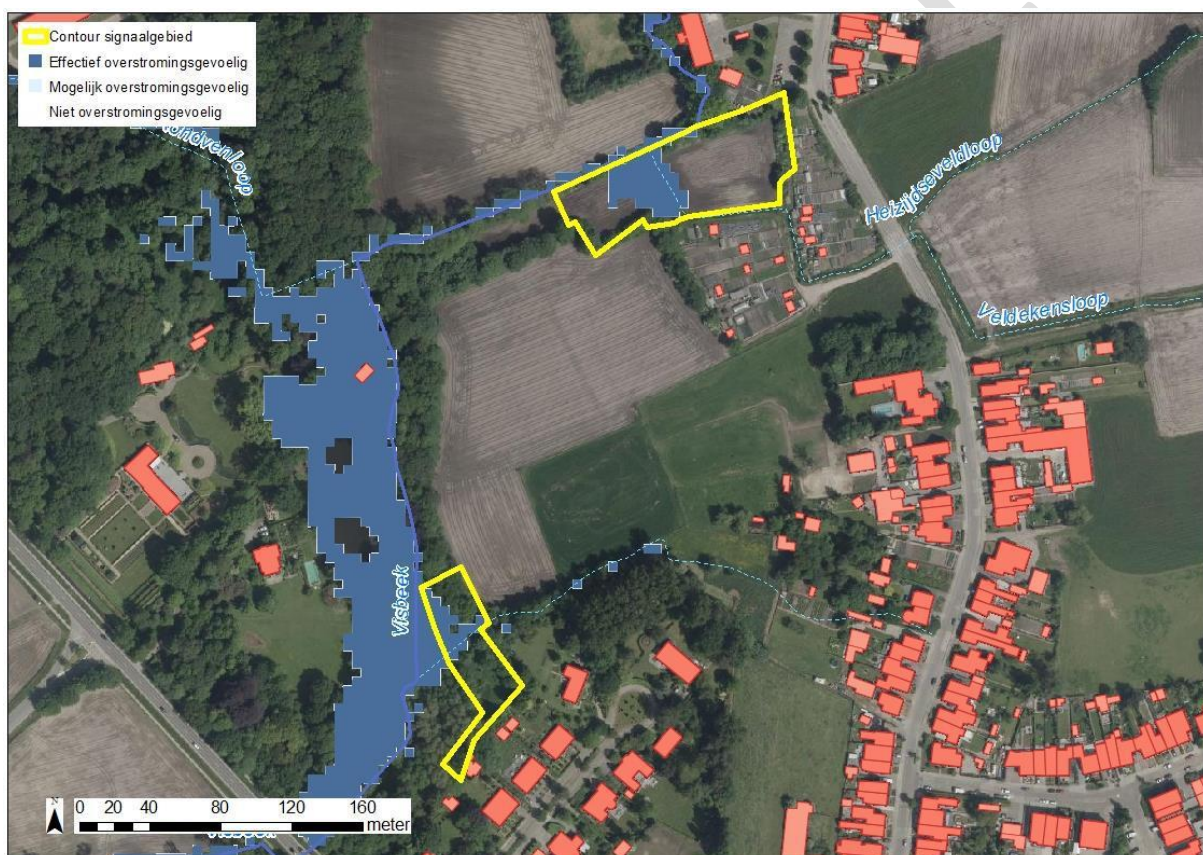 Contour signaalgebied
Effectief overstromingsgevoelig
Mogelijk overstromingsgevoelig
Niet overstromingsgevoelig
Heizijdseveldloop
Veldekensloop
Visbeek
N
0 20 40 80 120 160
meter